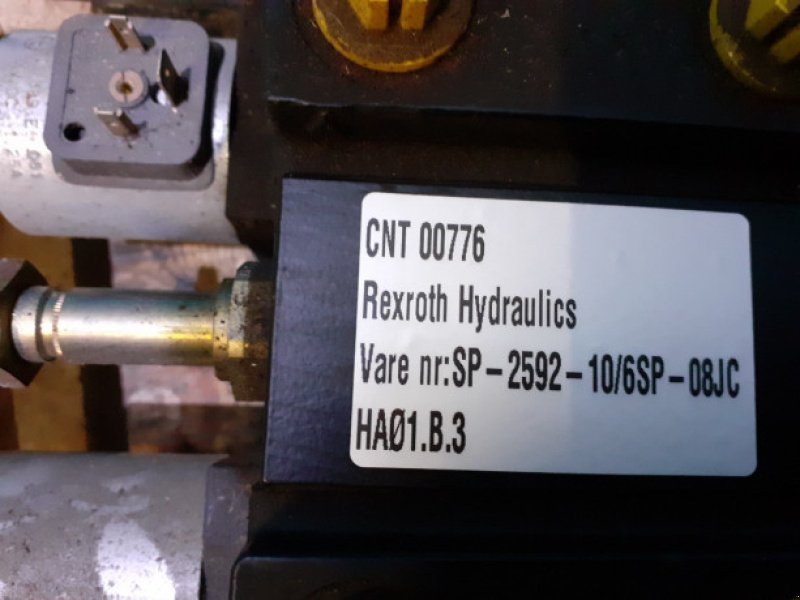 CNT 00776
Rexroth Hydraulics
Vare nr:SP-2592-10/6SP-08JC
HAØ1.B.3